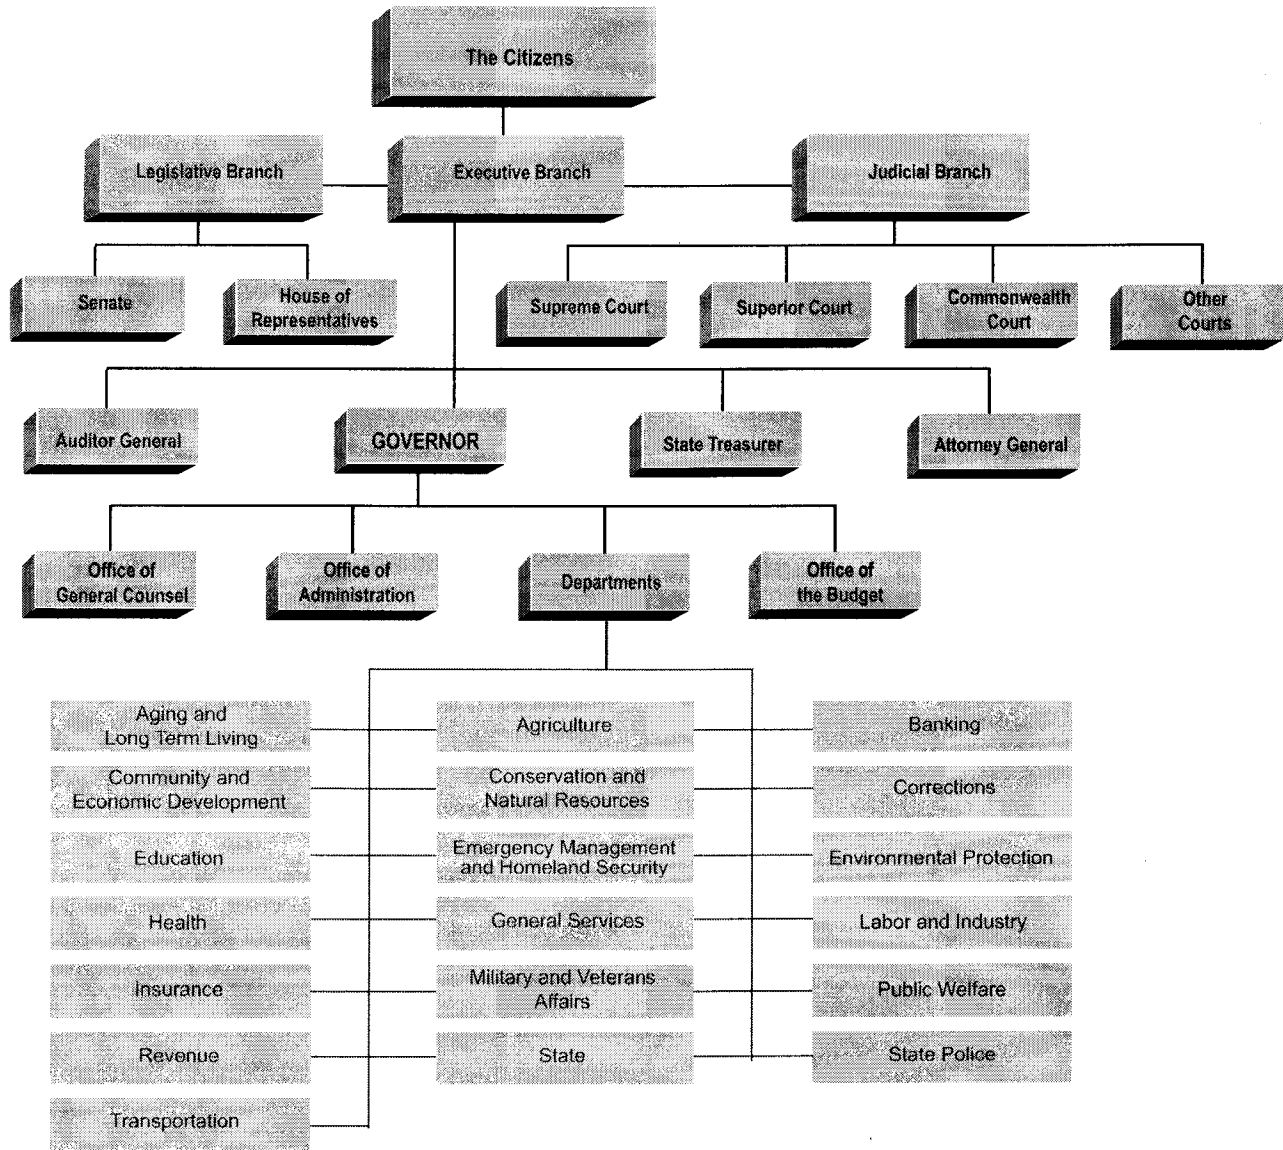 The Citizens
Legislative Branch
Executive Branch
Judicial Branch
Senate
House of
Representatives
Supreme Court
Superior Court
Commonwealth
Court
Other
Courts
Auditor General
GOVERNOR
State Treasurer
Attorney General
Office of
General Counsel
Office of
Administration
Departments
Office of
the Budget
Aging and
Long Term Living
Agriculture
Banking
Community and
Economic Development
Conservation and
Natural Resources
Corrections
Education
Emergency Management
and Homeland Security
Environmental Protection
Health
General Services
Labor and Industry
Insurance
Military and Veterans
Affairs
Public Welfare
Revenue
State
State Police
Transportation